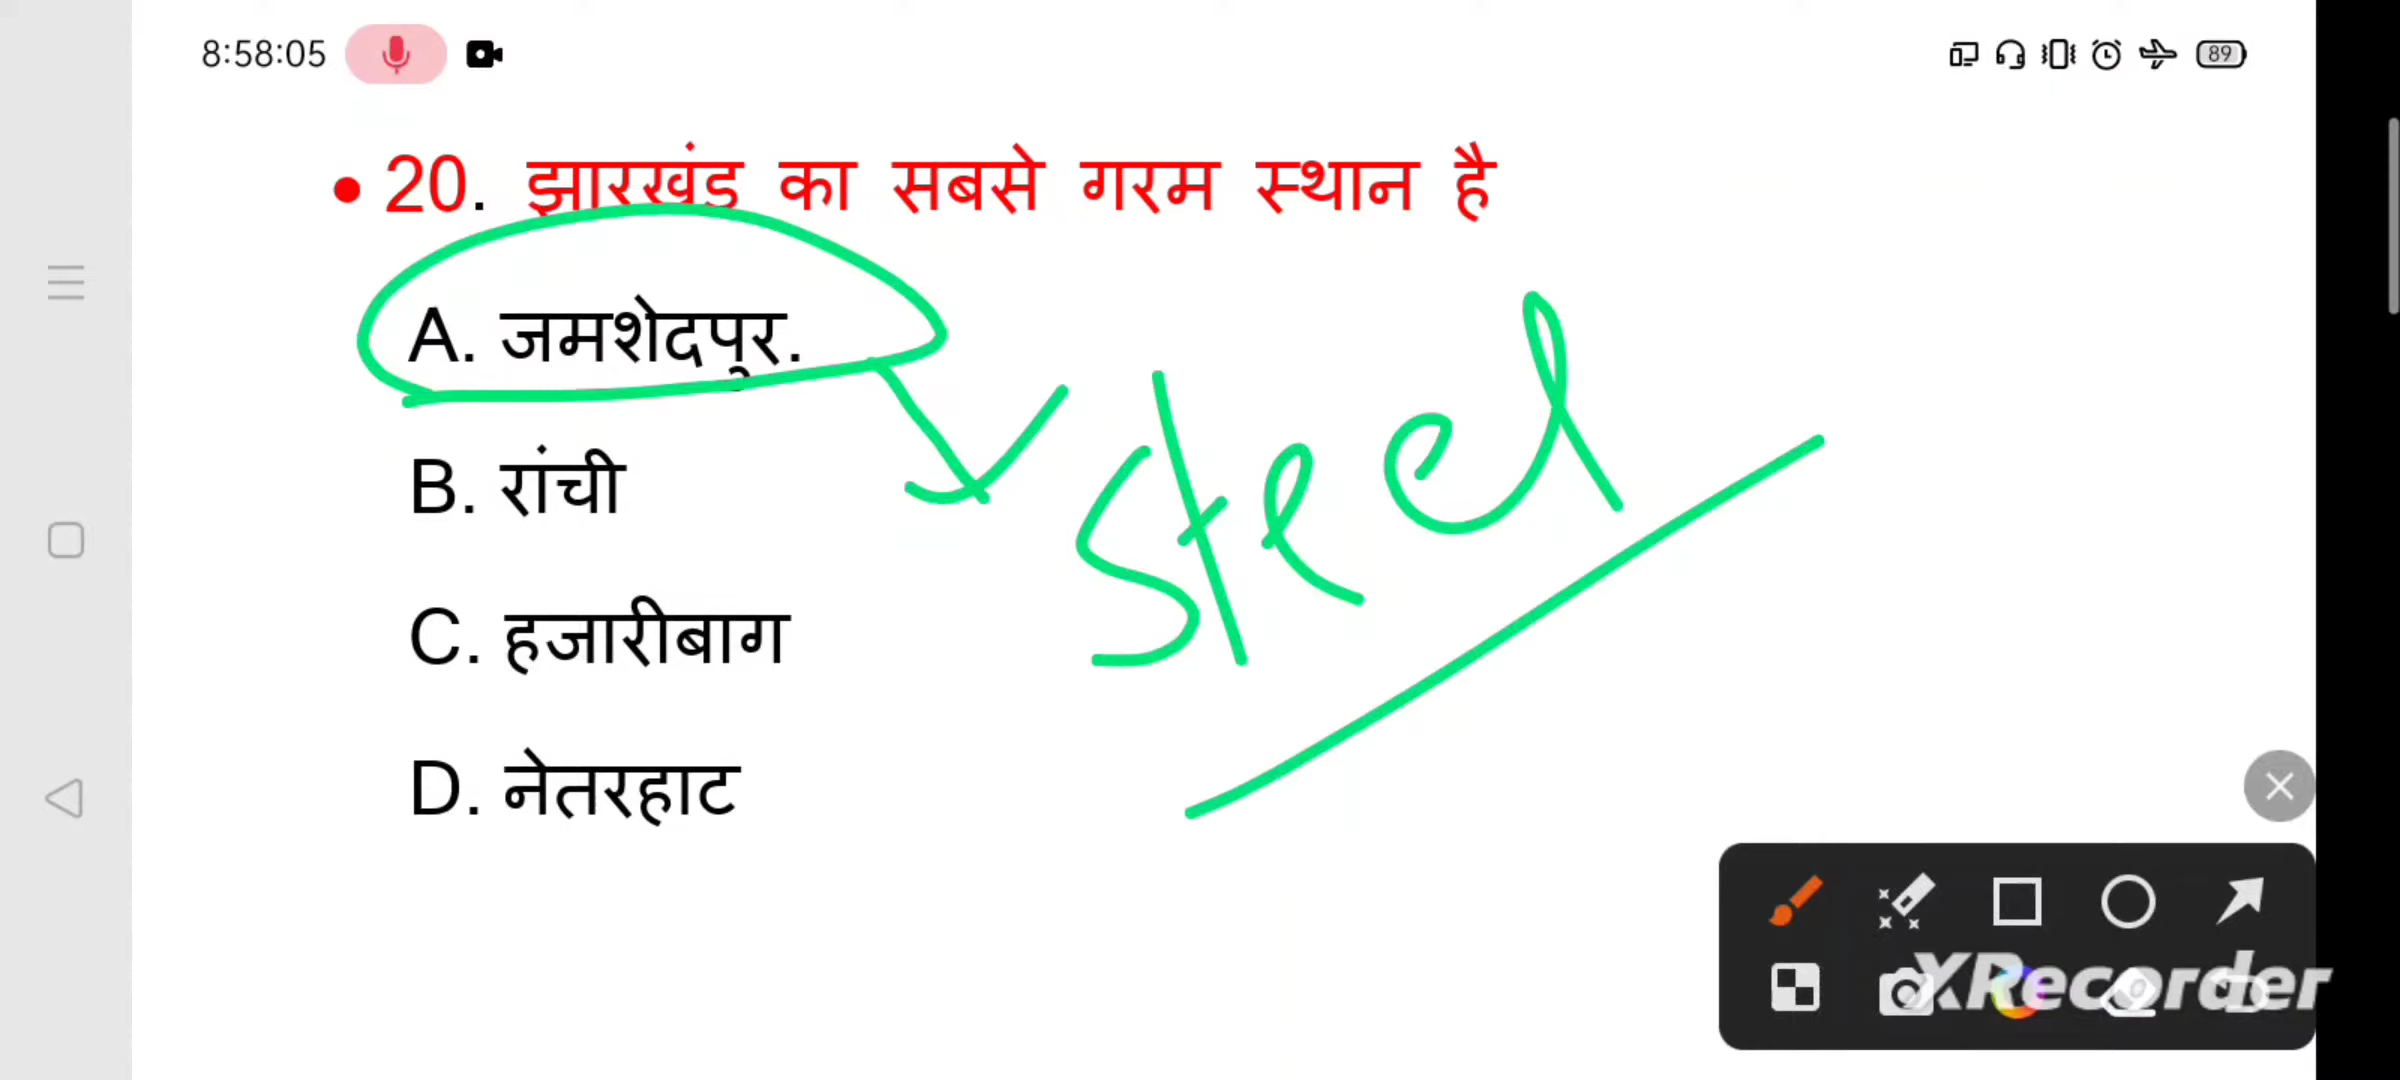 8:58:05 89
• 20. झारखंड का सबसे गरम स्थान है
A. जमशेदपुर.
Steel
B. रांची
C. हजारीबाग
D. नेतरहाट
XRecorder